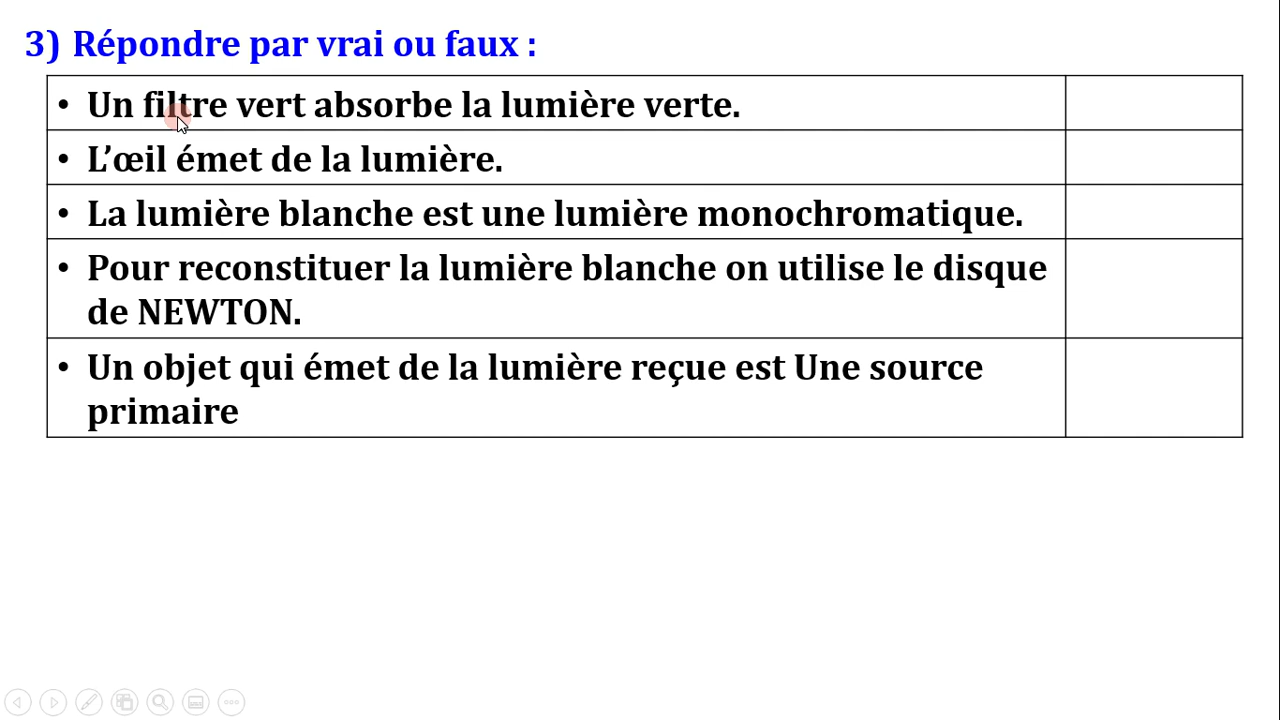 3) Répondre par vrai ou faux :
• Un filtre vert absorbe la lumière verte.
• L’œil émet de la lumière.
• La lumière blanche est une lumière monochromatique.
• Pour reconstituer la lumière blanche on utilise le disque
de NEWTON.
• Un objet qui émet de la lumière reçue est Une source
primaire